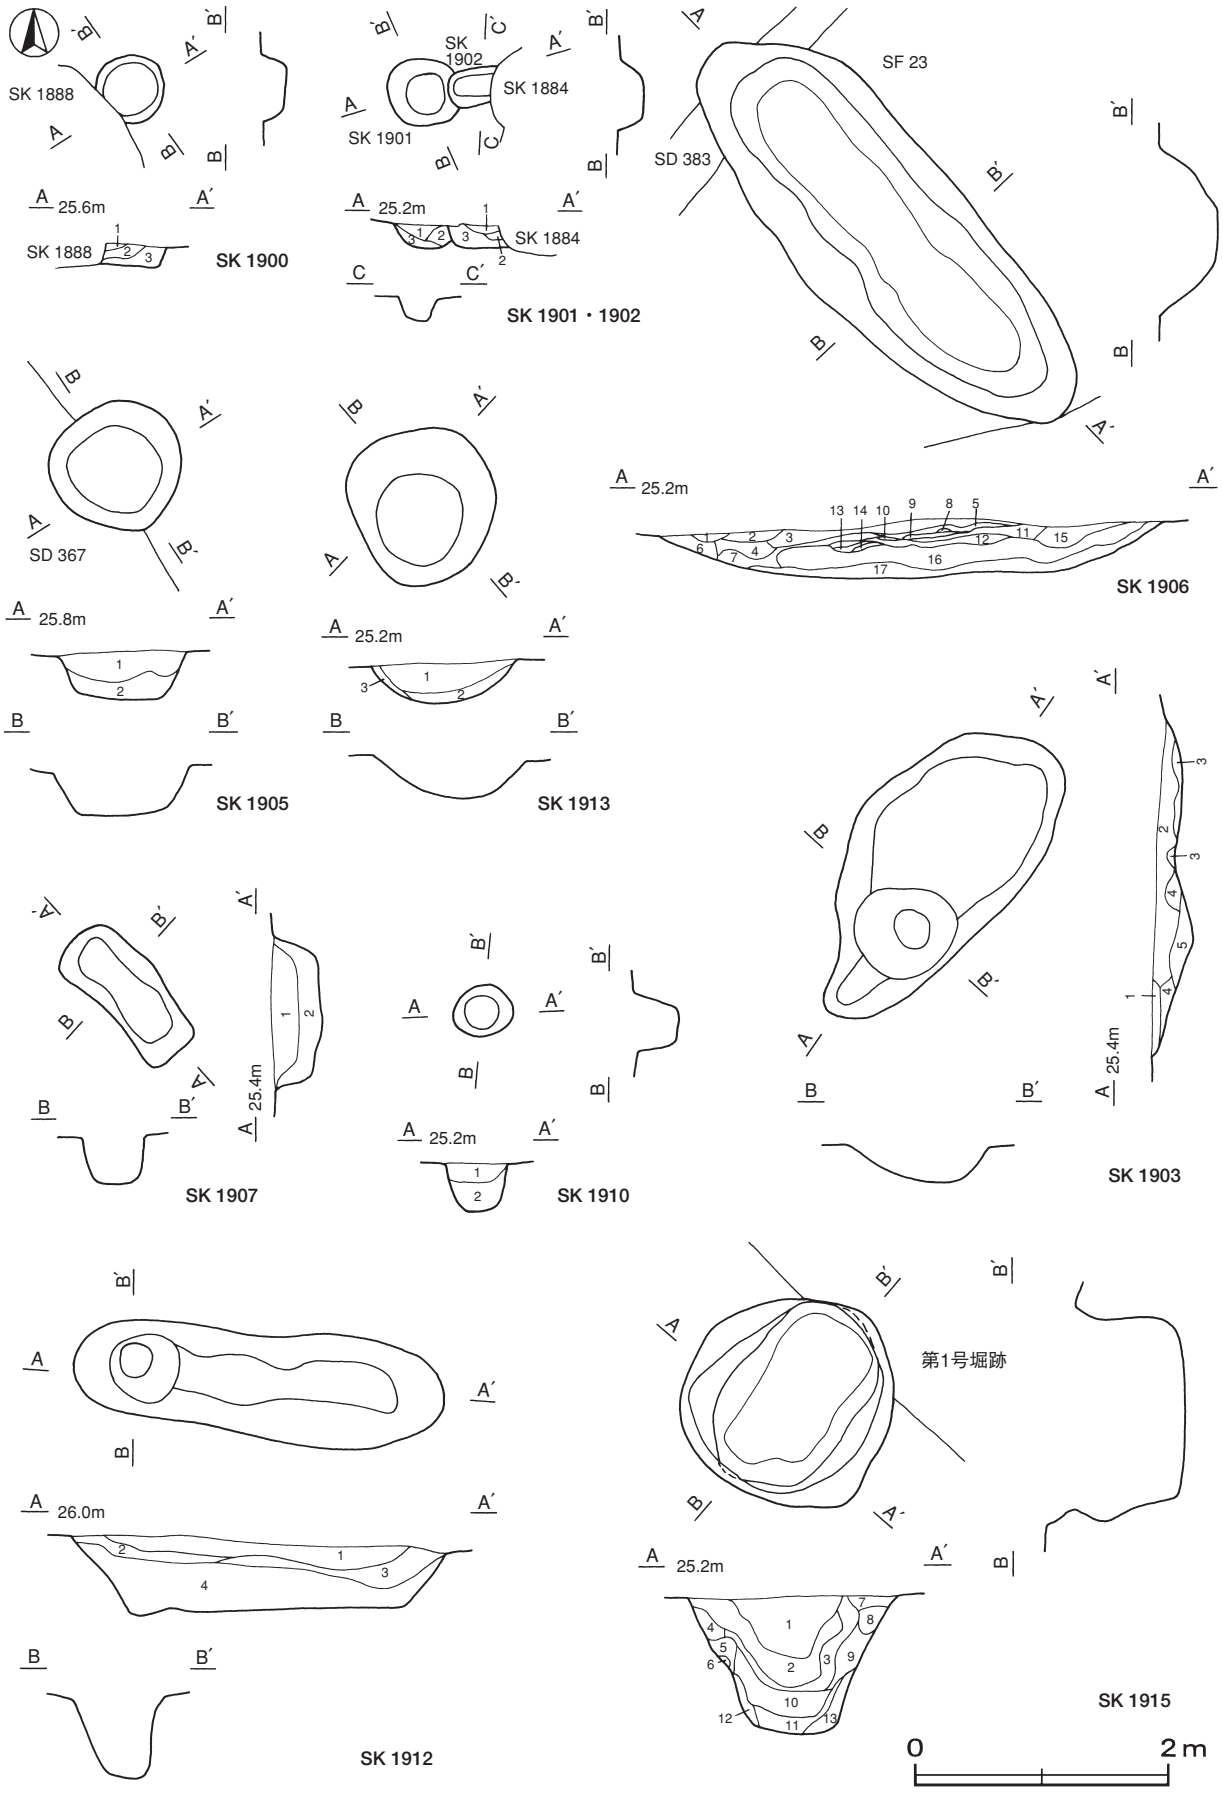 B B' A A' SK 1888
B' B
A 25.6m A'
SK 1888 1 2 3
SK 1900
B' SK 1902 C' A' SK 1884 A SK 1901 B C
B' B
A 25.2m A'
1 2 3 3 1 2 SK 1884
C C'
SK 1901・1902
A SF 23 SD 383 B' B A'
B' B
A 25.2m A'
13 14 10 9 8 5
1 2 3 6 7 4 12 11 15 16 17
SK 1906
B A' A SD 367 B'
A 25.8m A'
1
2
B B'
SK 1905
B A' A B'
A 25.2m A'
1
3 2
B B'
SK 1913
A' B B' A
A' 3 2 3 4 5 4 1 A 25.4m
B B'
SK 1903
A' B' B A
A' 1 2 A 25.4m
B B'
SK 1907
B' A A' B
B' B
A 25.2m A'
1
2
SK 1910
B' A A' B
A 26.0m A'
2 1 3
4
B B'
SK 1912
A B' 第1号堀跡 B A'
B' B
A 25.2m A'
1 7 8
4 5 6 2 3 9
10
12 11 13
SK 1915
0 2 m